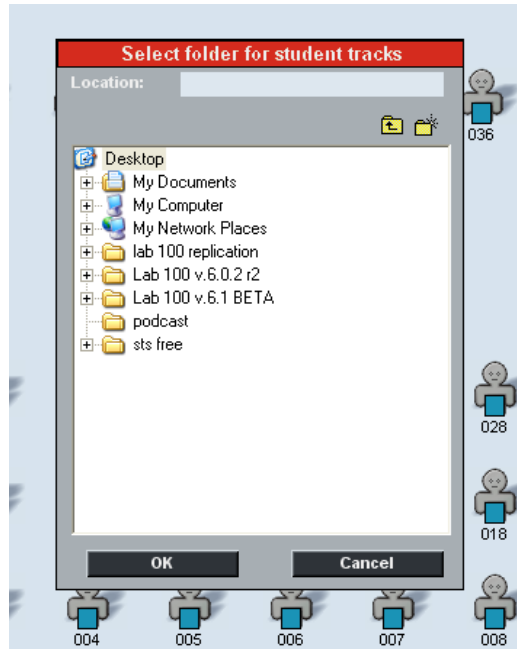 Select folder for student tracks
Location:
036
Desktop
My Documents
My Computer
My Network Places
lab 100 replication
Lab 100 v.6.0.2 r2
Lab 100 v.6.1 BETA
podcast
sts free
028
018
OK Cancel
004 005 006 007 008